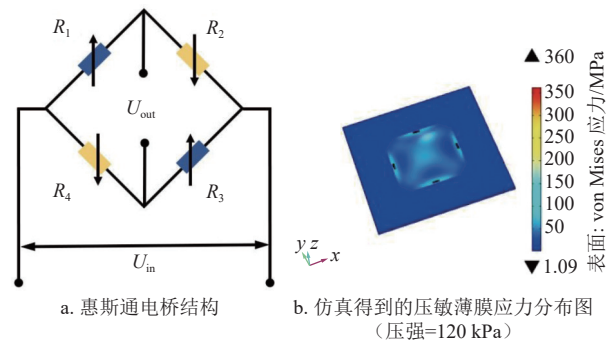 R1
R2
Uout
R4
R3
Uin
a. 惠斯通电桥结构
360
350
300
250
200
150
100
50
1.09
表面: von Mises 应力/MPa
y z
x
b. 仿真得到的压敏薄膜应力分布图
（压强=120 kPa）